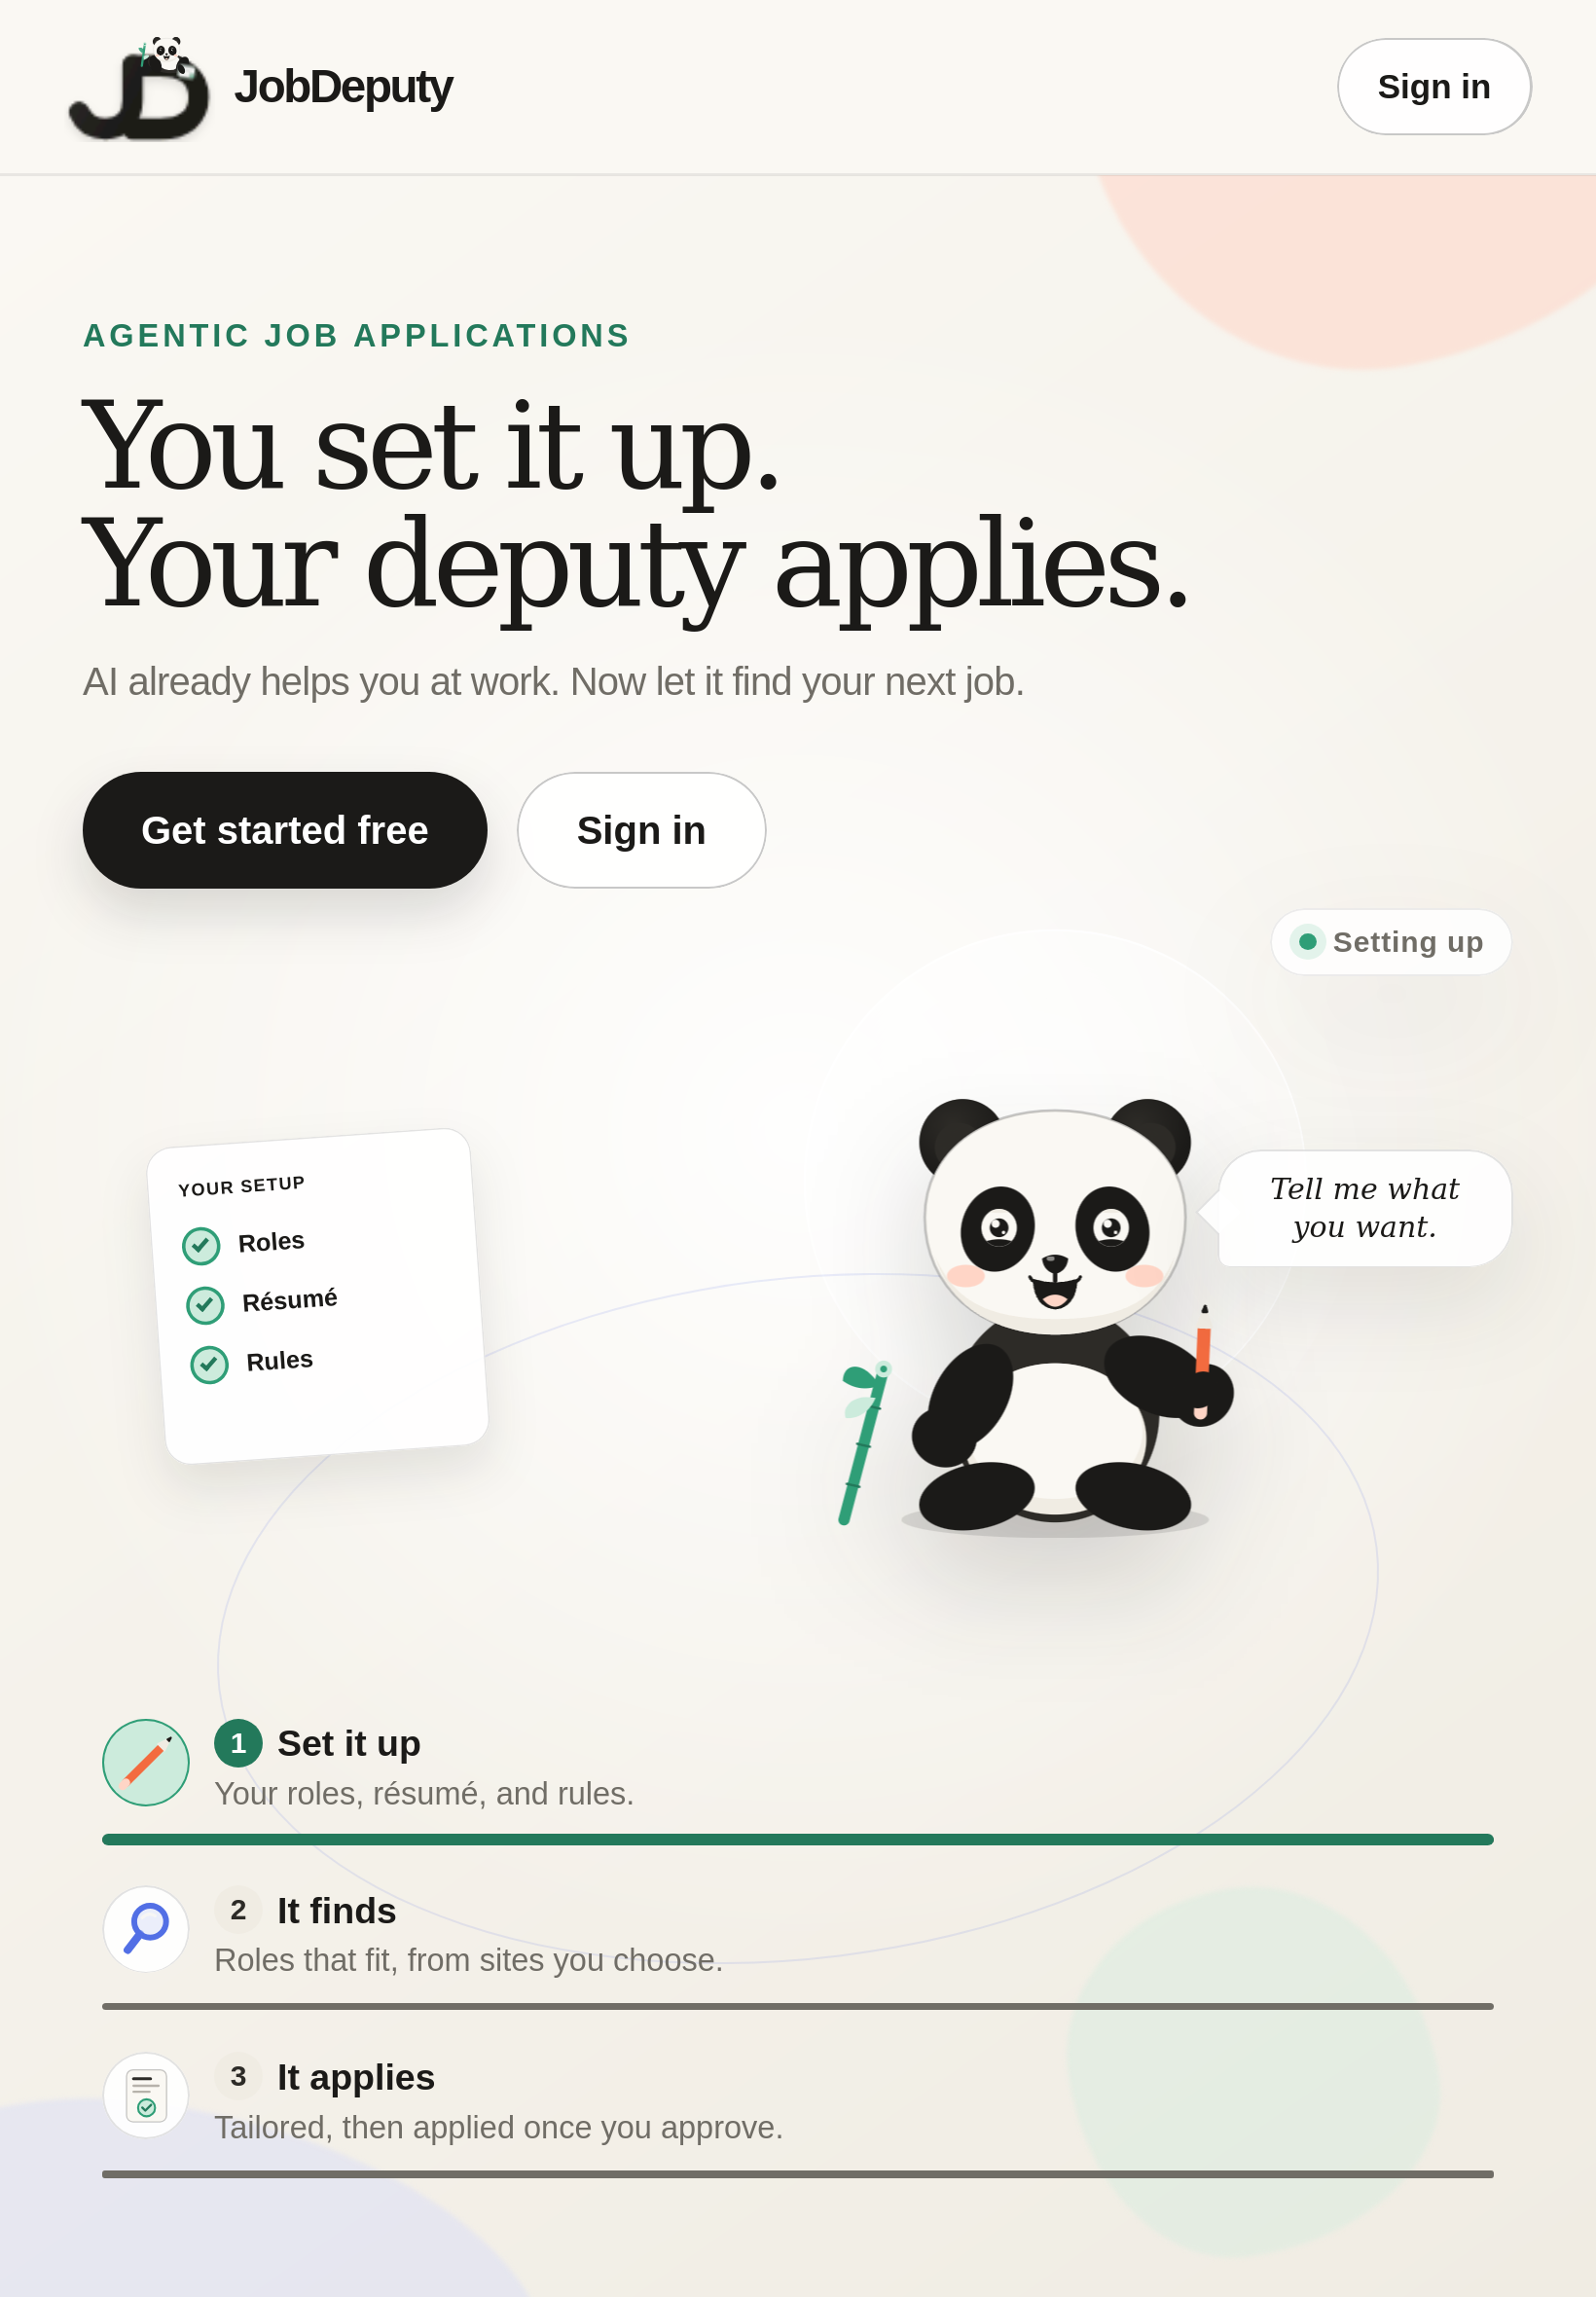 JD
JobDeputy
Sign in
AGENTIC JOB APPLICATIONS
You set it up.
Your deputy applies.
AI already helps you at work. Now let it find your next job.
Get started free
Sign in
Setting up
Tell me what
you want.
YOUR SETUP
Roles
Résumé
Rules
1 Set it up
Your roles, résumé, and rules.
2 It finds
Roles that fit, from sites you choose.
3 It applies
Tailored, then applied once you approve.